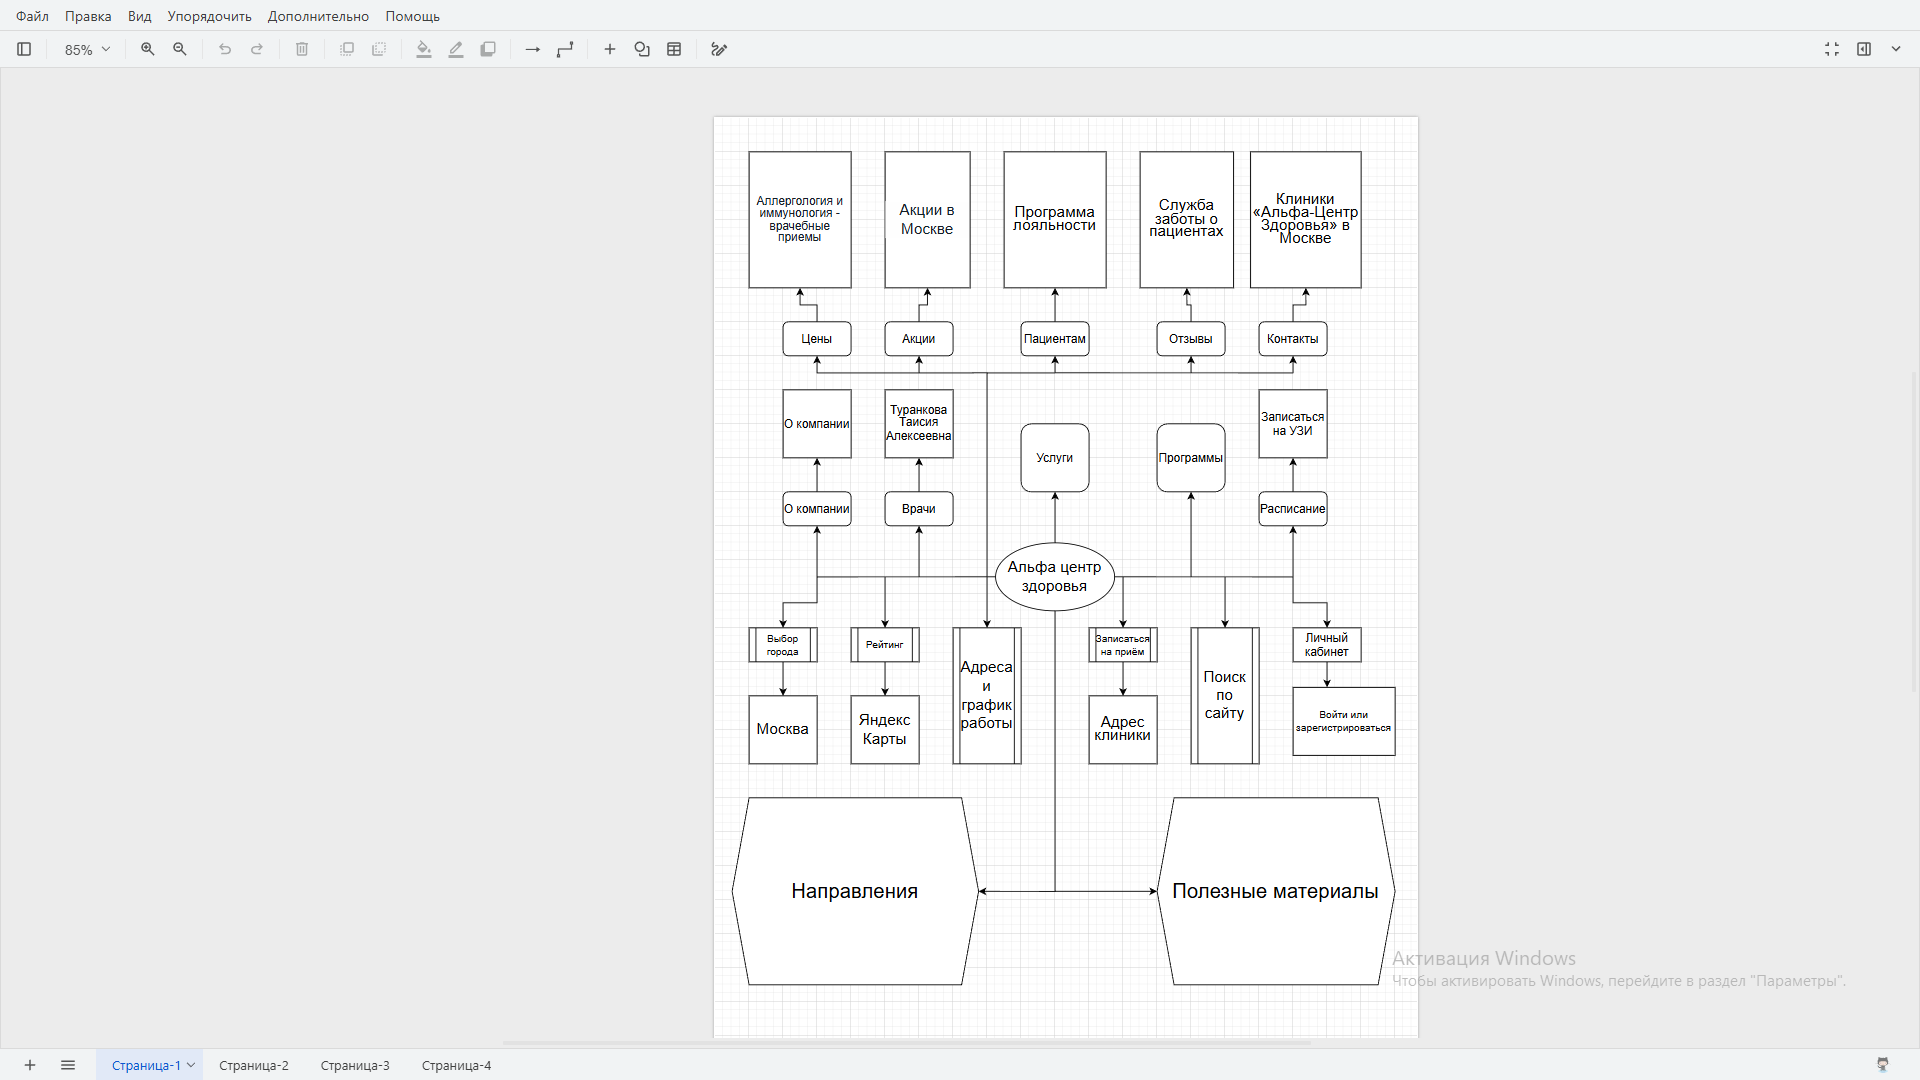 Файл Правка Вид Упорядочить Дополнительно Помощь
85%
Аллергология и
иммунология -
врачебные
приемы
Акции в
Москве
Программа
лояльности
Служба
заботы о
пациентах
Клиники
«Альфа-Центр
Здоровья» в
Москве
Цены
Акции
Пациентам
Отзывы
Контакты
О компании
Туранкова
Таисия
Алексеевна
Услуги
Программы
Записаться
на УЗИ
О компании
Врачи
Расписание
Альфа центр
здоровья
Выбор
города
Рейтинг
Адреса
и
график
работы
Записаться
на приём
Поиск
по
сайту
Личный
кабинет
Москва
Яндекс
Карты
Адрес
клиники
Войти или
зарегистрироваться
Направления
Полезные материалы
Активация Windows
Чтобы активировать Windows, перейдите в раздел "Параметры".
Страница-1 Страница-2 Страница-3 Страница-4